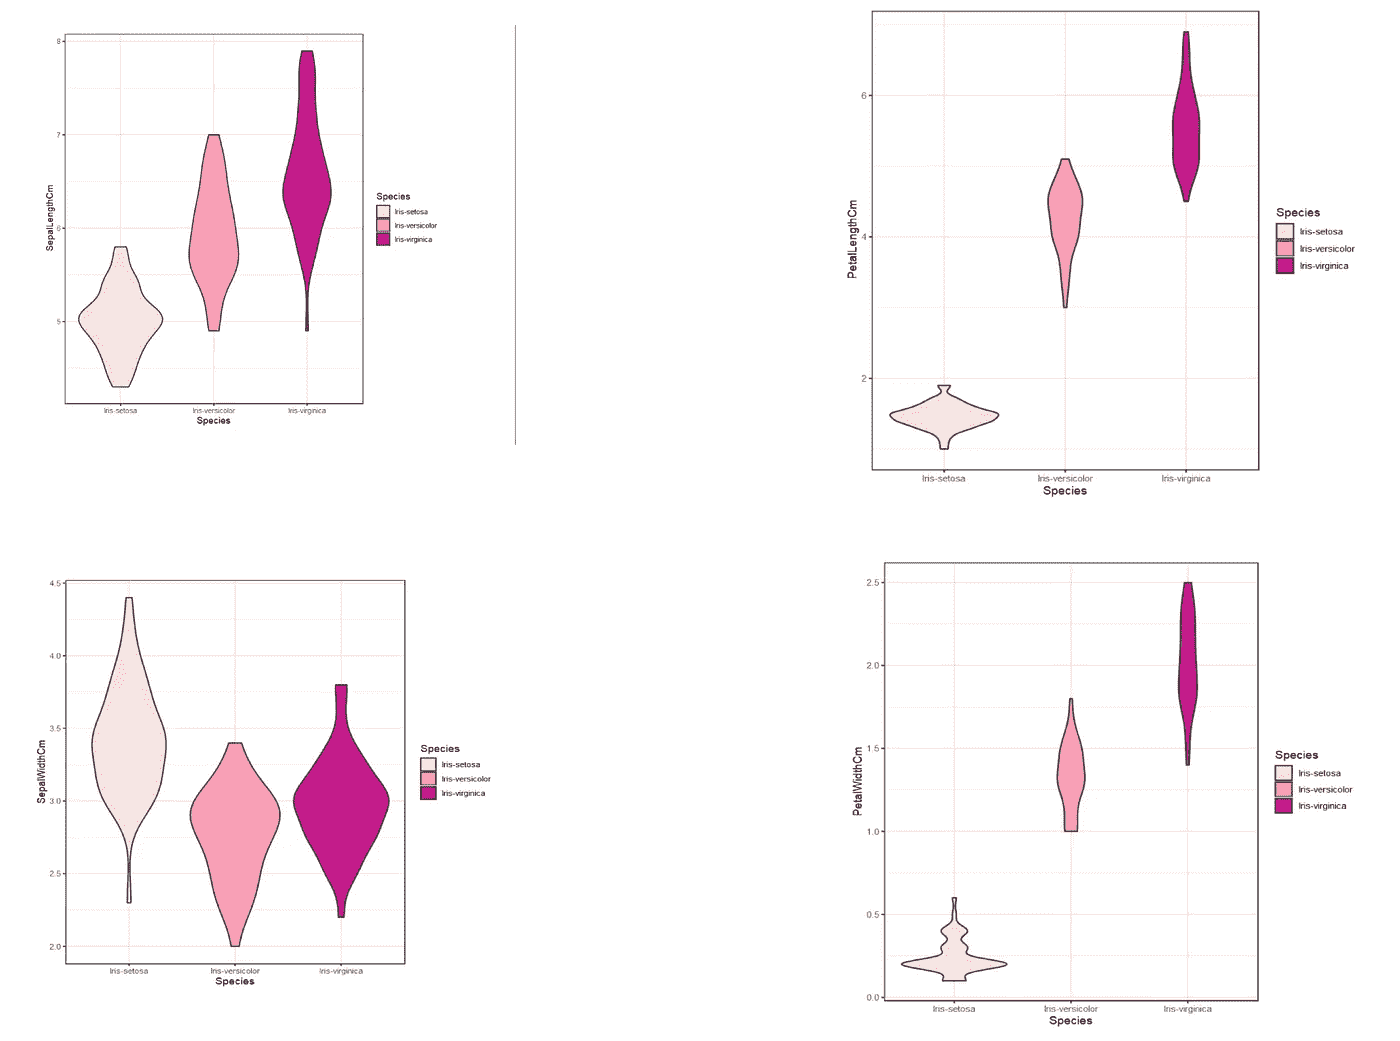 8
7
6
5
SepalLengthCm
Iris-setosa Iris-versicolor Iris-virginica
Species
Species
Iris-setosa
Iris-versicolor
Iris-virginica
6
4
2
PetalLengthCm
Iris-setosa Iris-versicolor Iris-virginica
Species
Species
Iris-setosa
Iris-versicolor
Iris-virginica
4.5
4.0
3.5
3.0
2.5
2.0
SepalWidthCm
Iris-setosa Iris-versicolor Iris-virginica
Species
Species
Iris-setosa
Iris-versicolor
Iris-virginica
2.5
2.0
1.5
1.0
0.5
0.0
PetalWidthCm
Iris-setosa Iris-versicolor Iris-virginica
Species
Species
Iris-setosa
Iris-versicolor
Iris-virginica